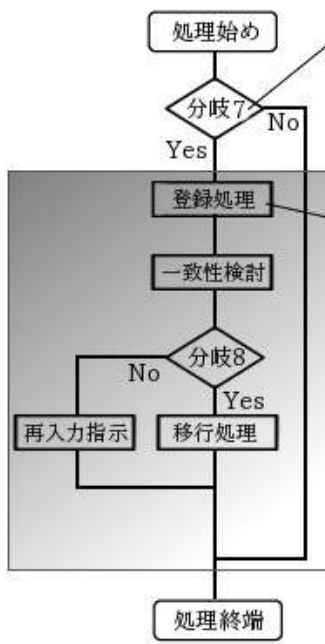 処理始め
分岐7
No
Yes
登録処理
一致性検討
分岐8
No
Yes
再入力指示
移行処理
処理終端